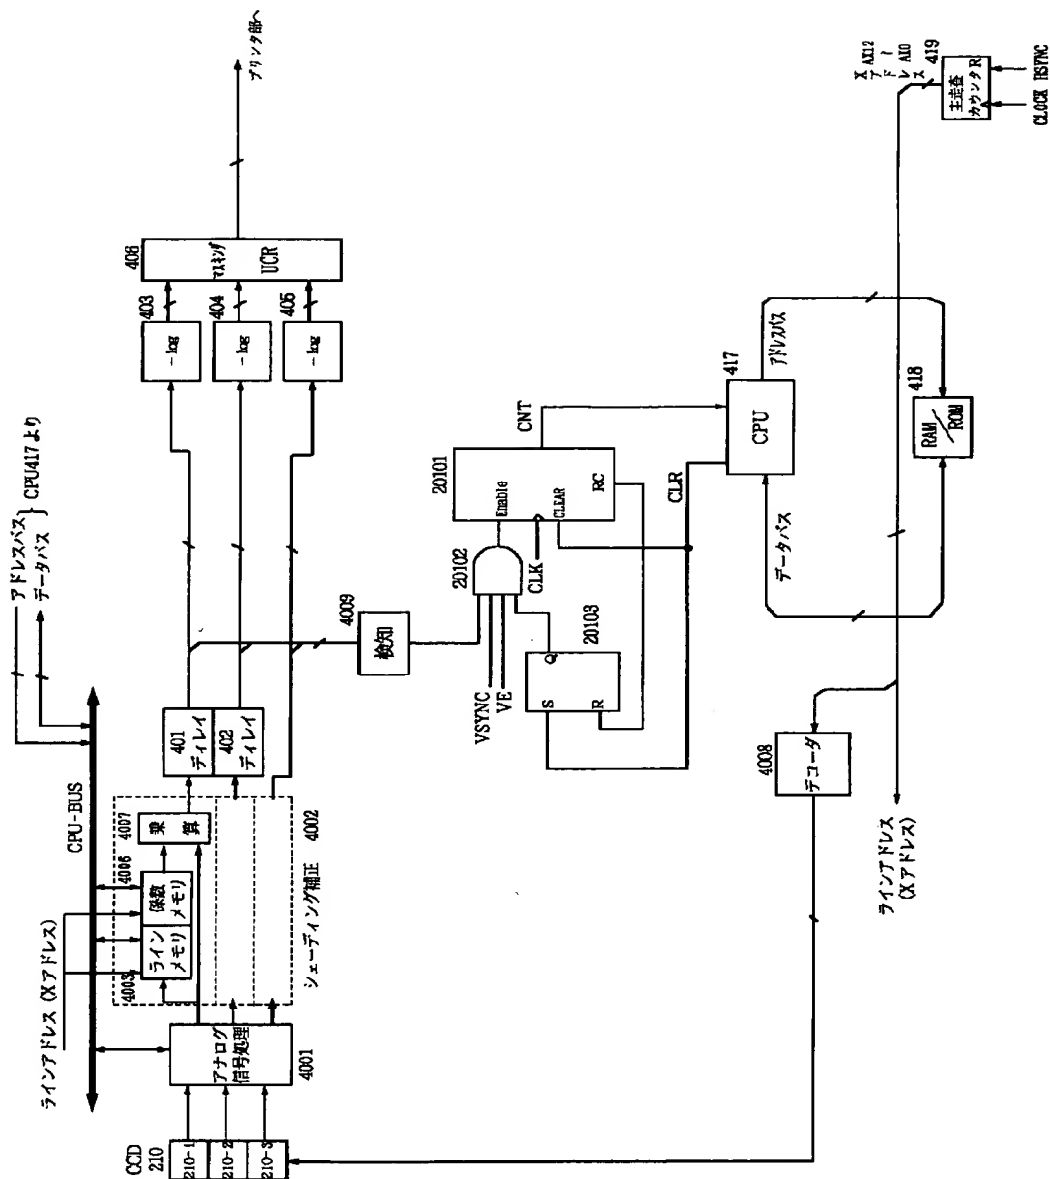 プリンタ部へ
406
マスキング
UCR
403
404
405
-log
-log
-log
アドレスバス
データバス } CPU417より
CPU-BUS
ラインアドレス (Xアドレス)
401
ディレイ
402
ディレイ
4007
乗算
4006
係数
メモリ
4003
ライン
メモリ
4002
シェーディング補正
アナログ
信号処理
4001
CCD
210
210-1
210-2
210-3
4009
検知
20102
VSYNC
VE
CLK
20101
Enable
CLEAR
RC
CNT
20103
S
R
Q
CLR
417
CPU
アドレスバス
データバス
418
RAM/ROM
4008
デコーダ
ラインアドレス
(Xアドレス)
Xアドレス
AX12
〜
AX0
419
主走査
カウンタ R
CLOCK HSYNC